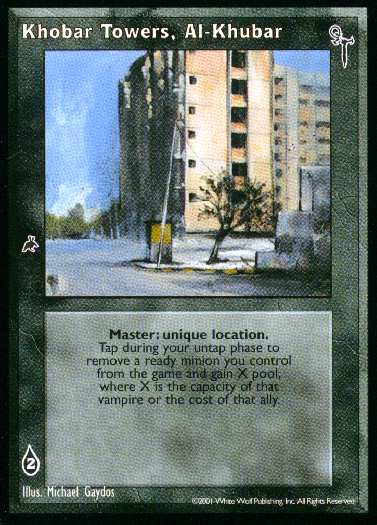 Khobar Towers, Al-Khubar
Master: unique location.
Tap during your untap phase to
remove a ready minion you control
from the game and gain X pool,
where X is the capacity of that
vampire or the cost of that ally.
2
Illus. Michael Gaydos
©2001 White Wolf Publishing, Inc. All Rights Reserved.